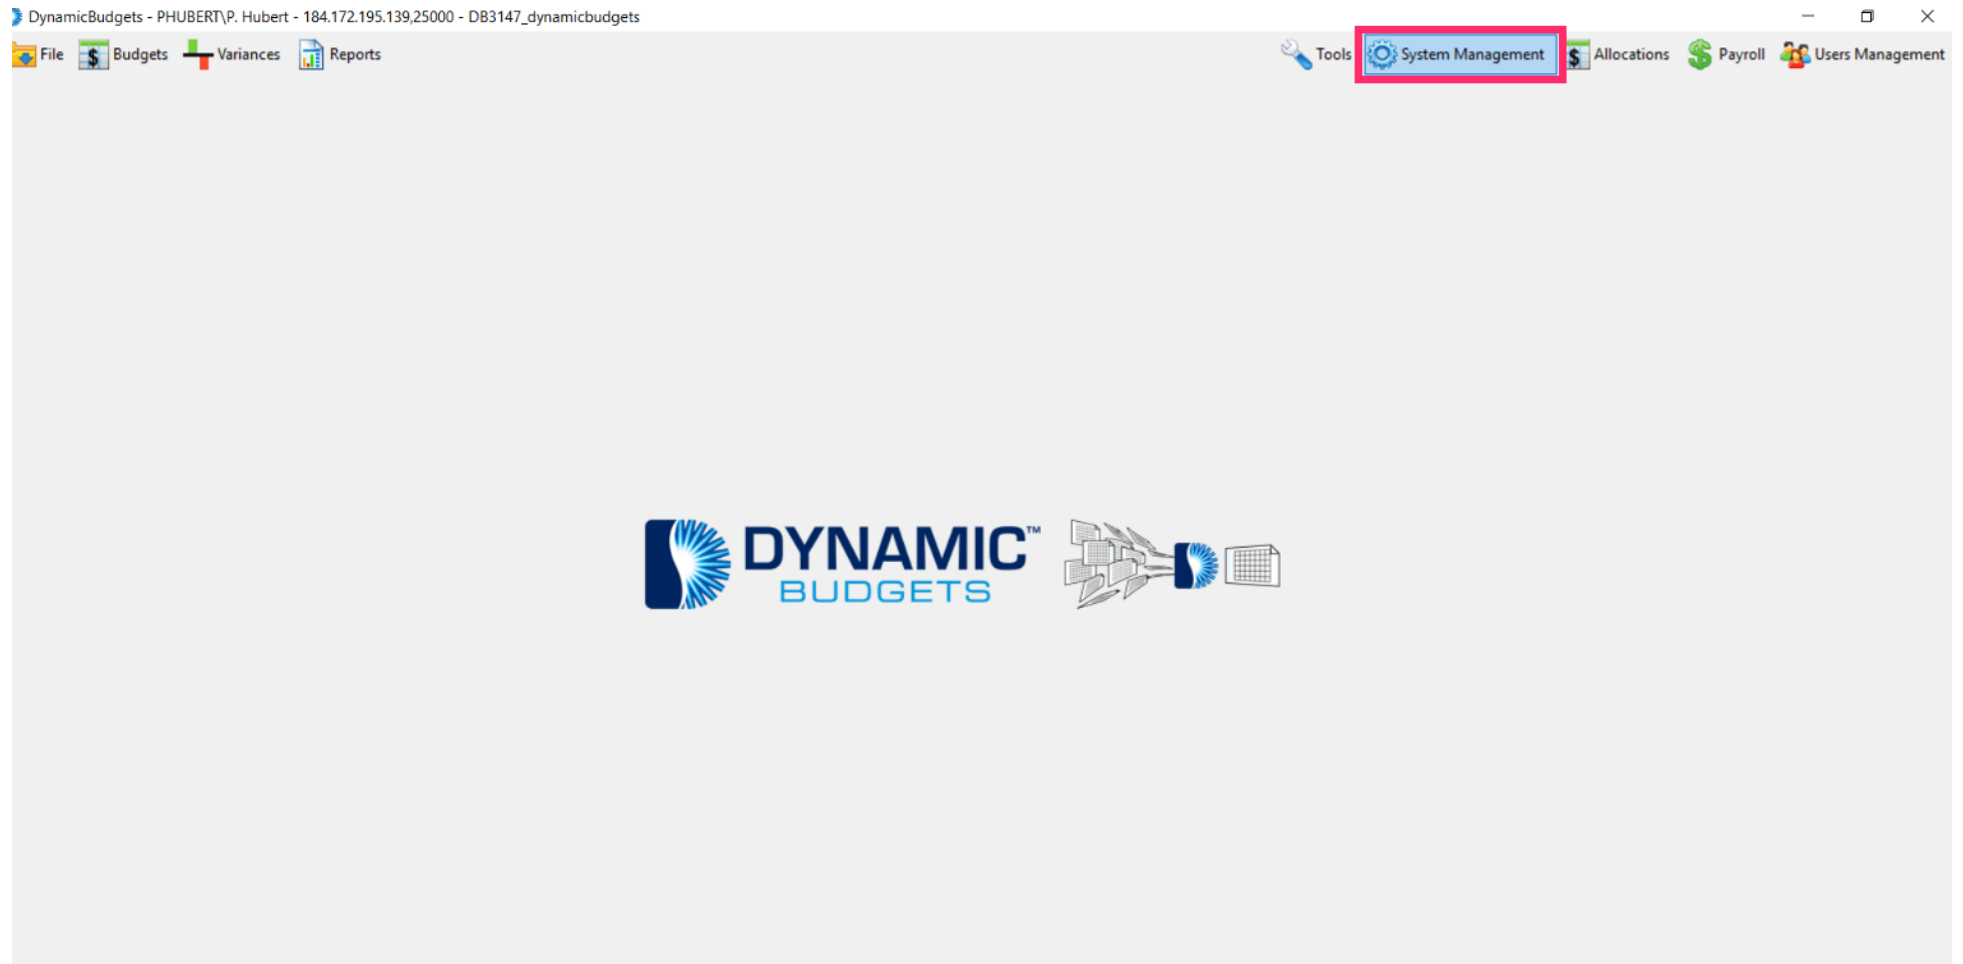 DynamicBudgets - PHUBERT\P. Hubert - 184.172.195.139,25000 - DB3147_dynamicbudgets
File Budgets Variances Reports Tools System Management Allocations Payroll Users Management
DYNAMIC™
BUDGETS